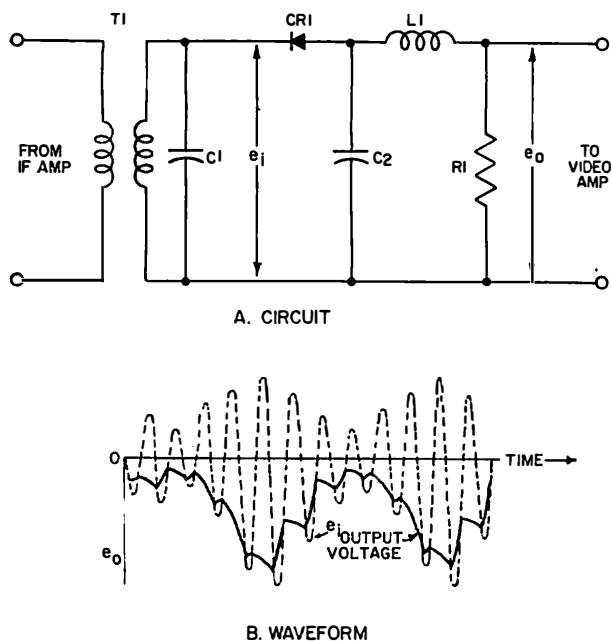 T1
CR1
L1
FROM
IF AMP
C1
ei
C2
R1
eo
TO
VIDEO
AMP
A. CIRCUIT
0
TIME
eo
ei
OUTPUT
VOLTAGE
B. WAVEFORM